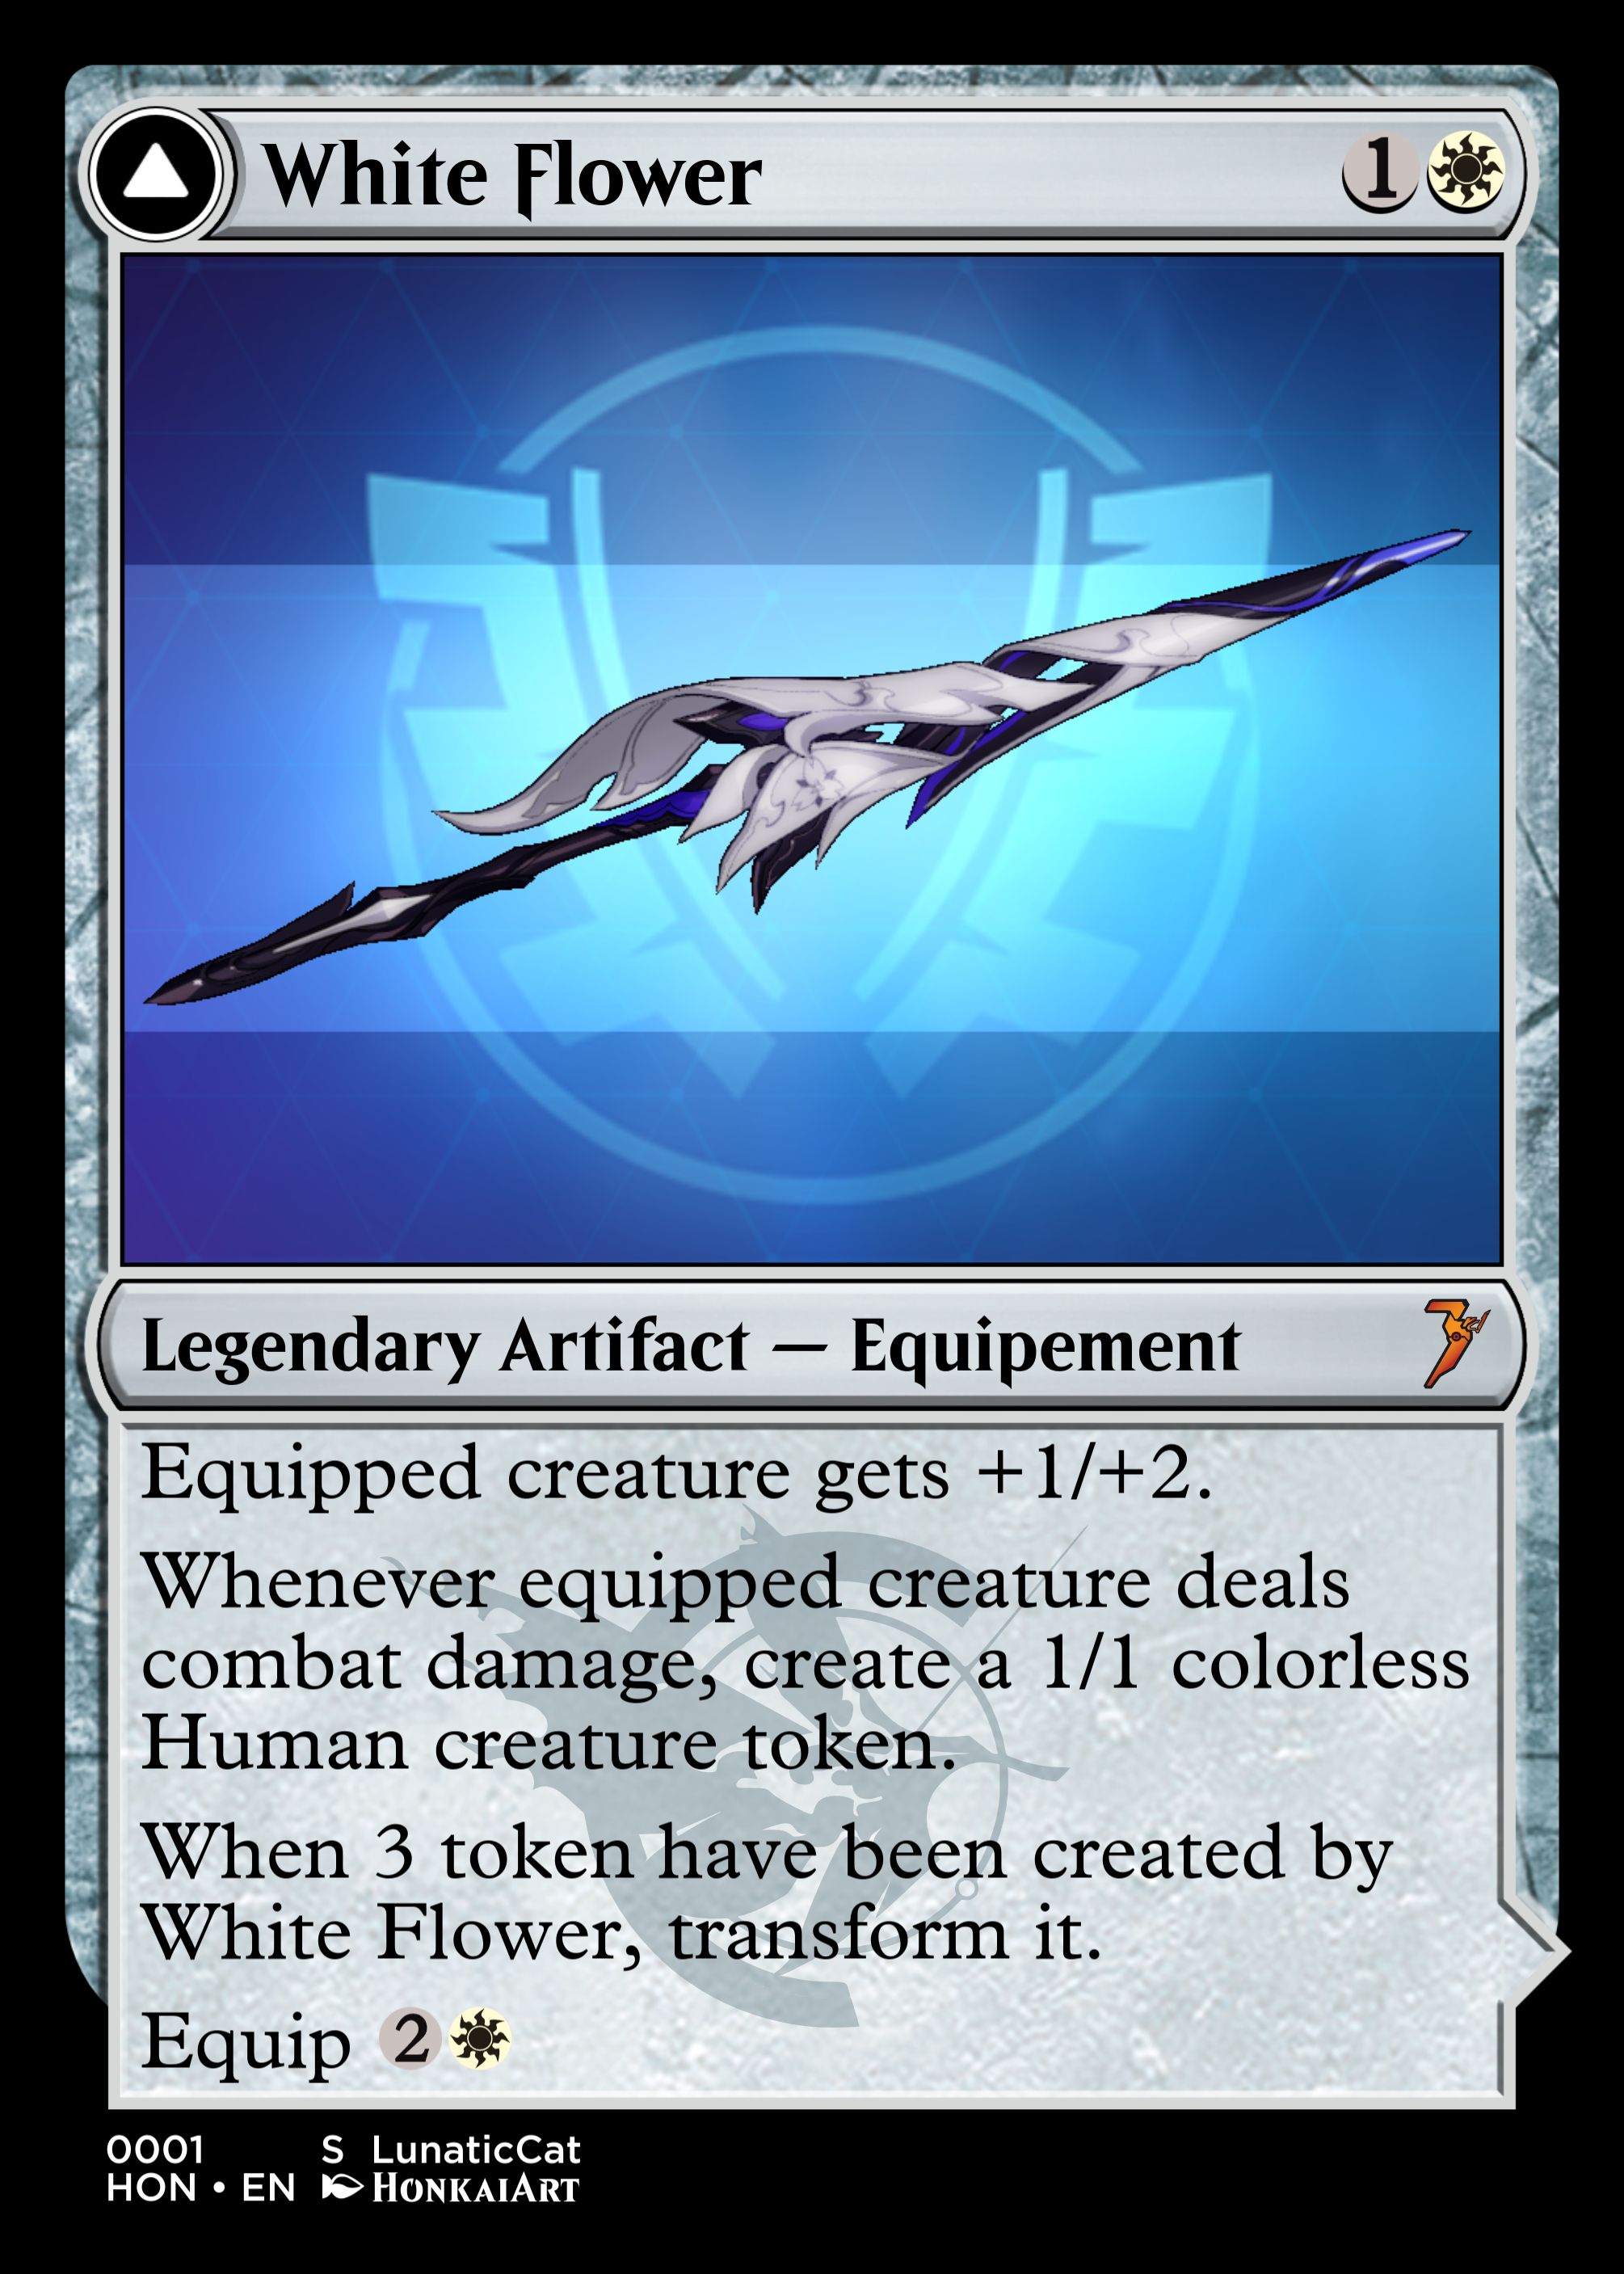 White Flower 1
Legendary Artifact — Equipement
Equipped creature gets +1/+2.
Whenever equipped creature deals
combat damage, create a 1/1 colorless
Human creature token.
When 3 token have been created by
White Flower, transform it.
Equip 2
0001 S LunaticCat
HON • EN HonkaiArt